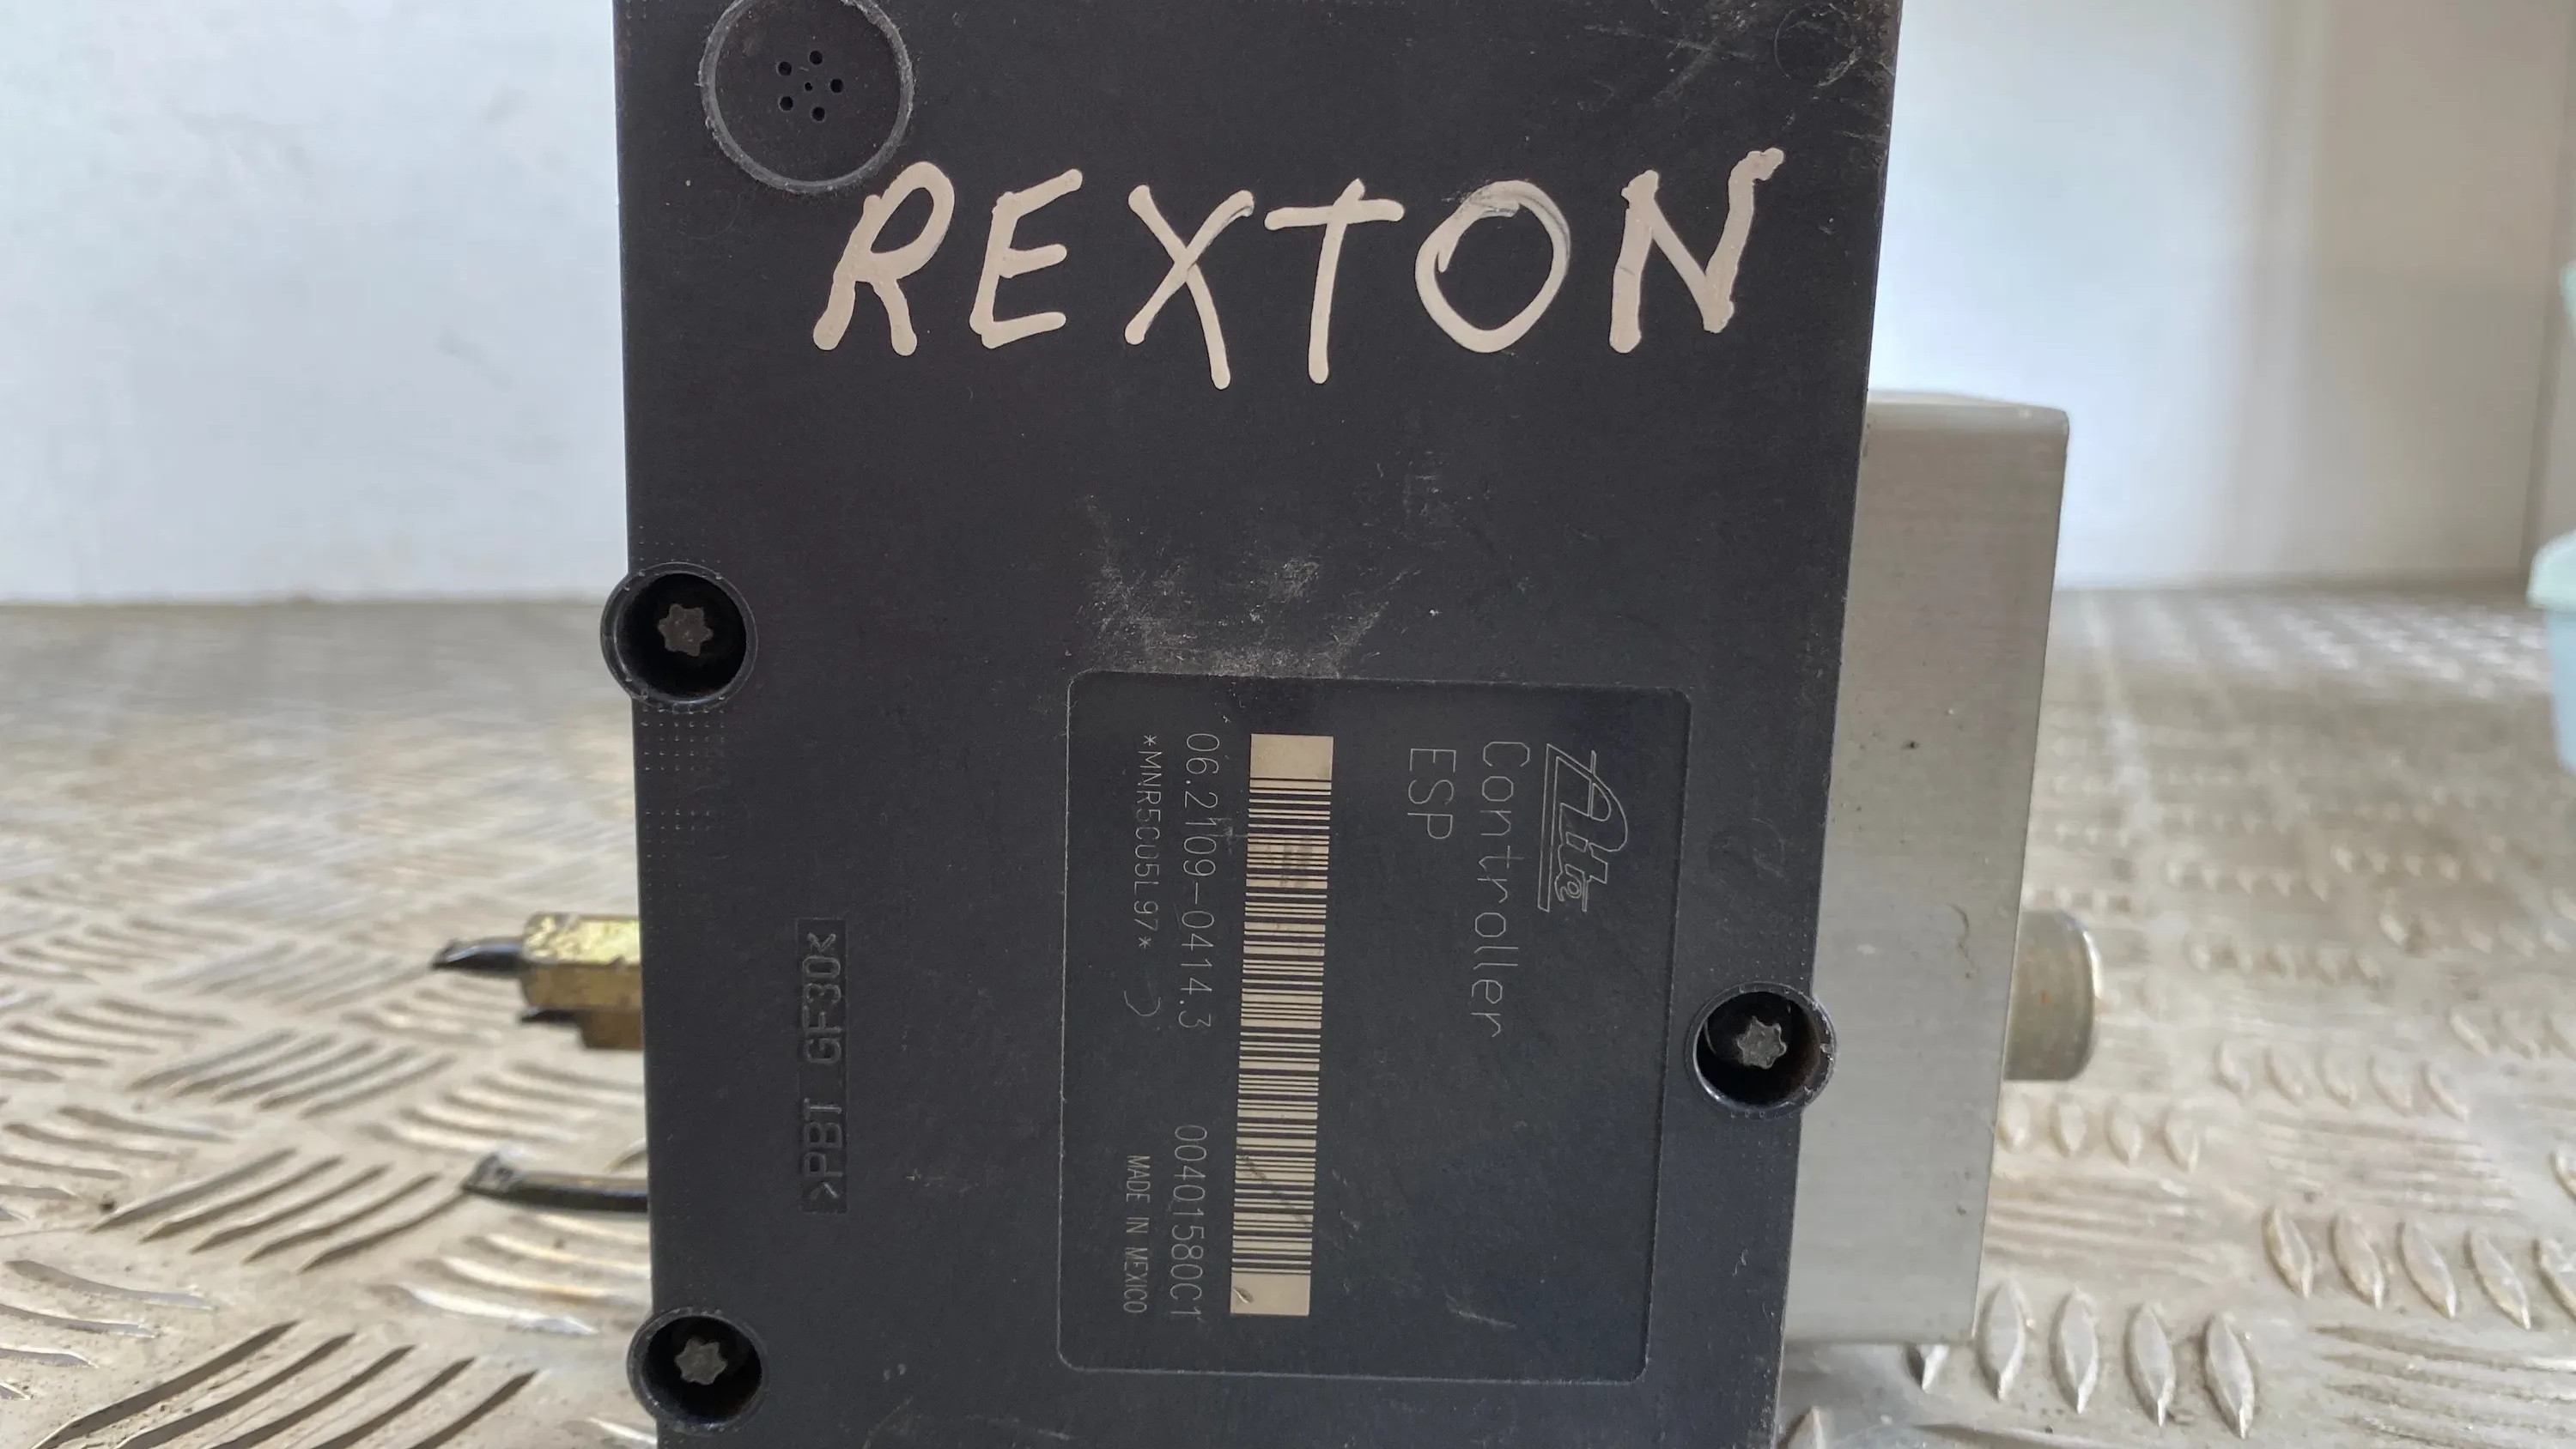 REXTON
Ate
Controller
ESP
06.2109-0414.3 00401580C1
*MNR5C05L97* MADE IN MEXICO
>PBT GF30<